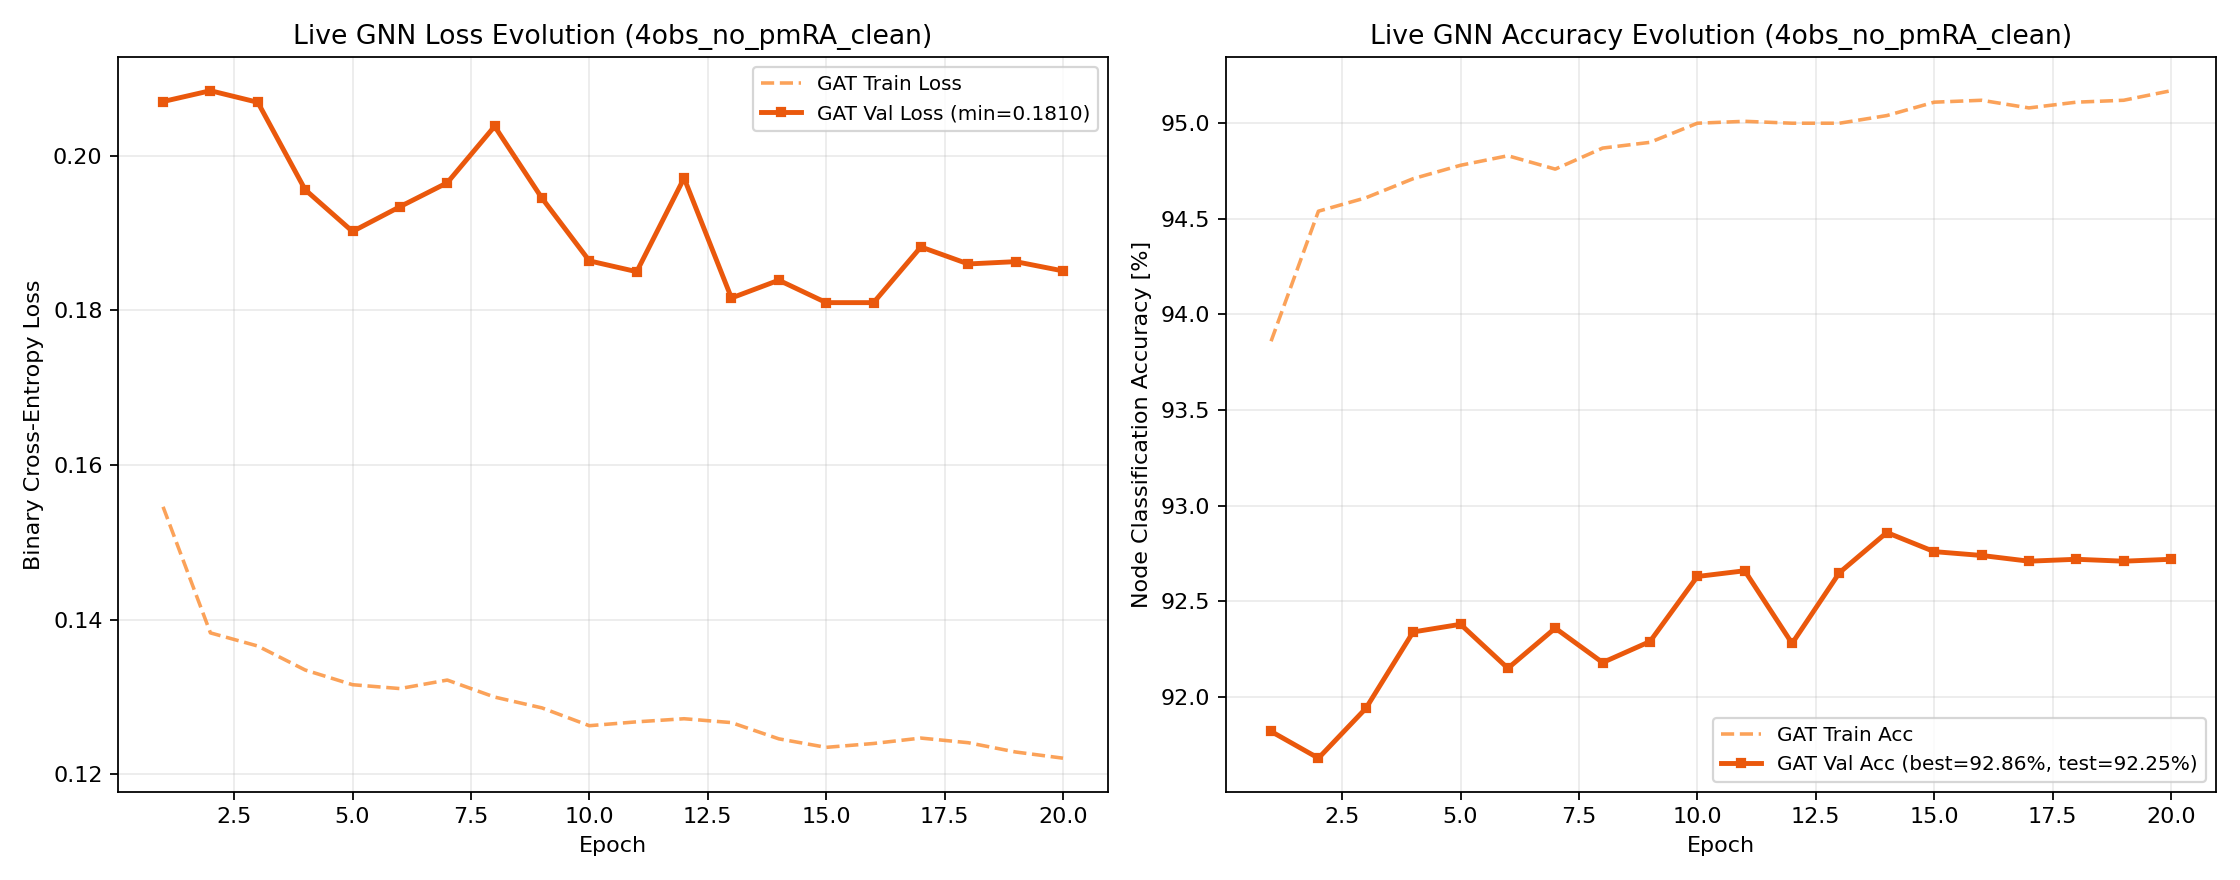 Live GNN Loss Evolution (4obs_no_pmRA_clean)
GAT Train Loss
GAT Val Loss (min=0.1810)
Binary Cross-Entropy Loss
0.20
0.18
0.16
0.14
0.12
2.5 5.0 7.5 10.0 12.5 15.0 17.5 20.0
Epoch
Live GNN Accuracy Evolution (4obs_no_pmRA_clean)
Node Classification Accuracy [%]
95.0
94.5
94.0
93.5
93.0
92.5
92.0
GAT Train Acc
GAT Val Acc (best=92.86%, test=92.25%)
2.5 5.0 7.5 10.0 12.5 15.0 17.5 20.0
Epoch